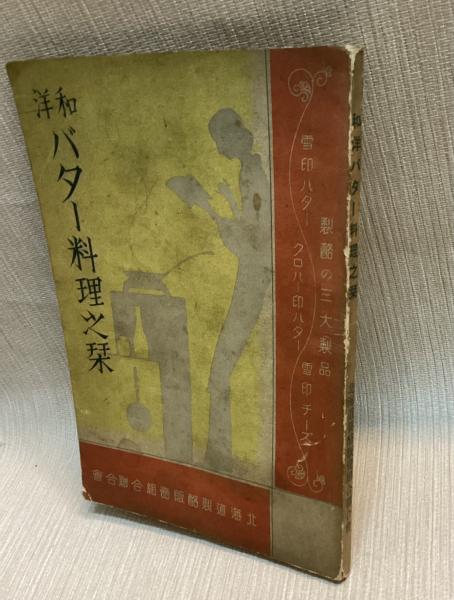 和洋 バター料理之栞
製酪の三大製品
雪印バター
クロバー印バター
雪印チーズ
北海道製酪販売組合聯合会
和洋バター料理之栞